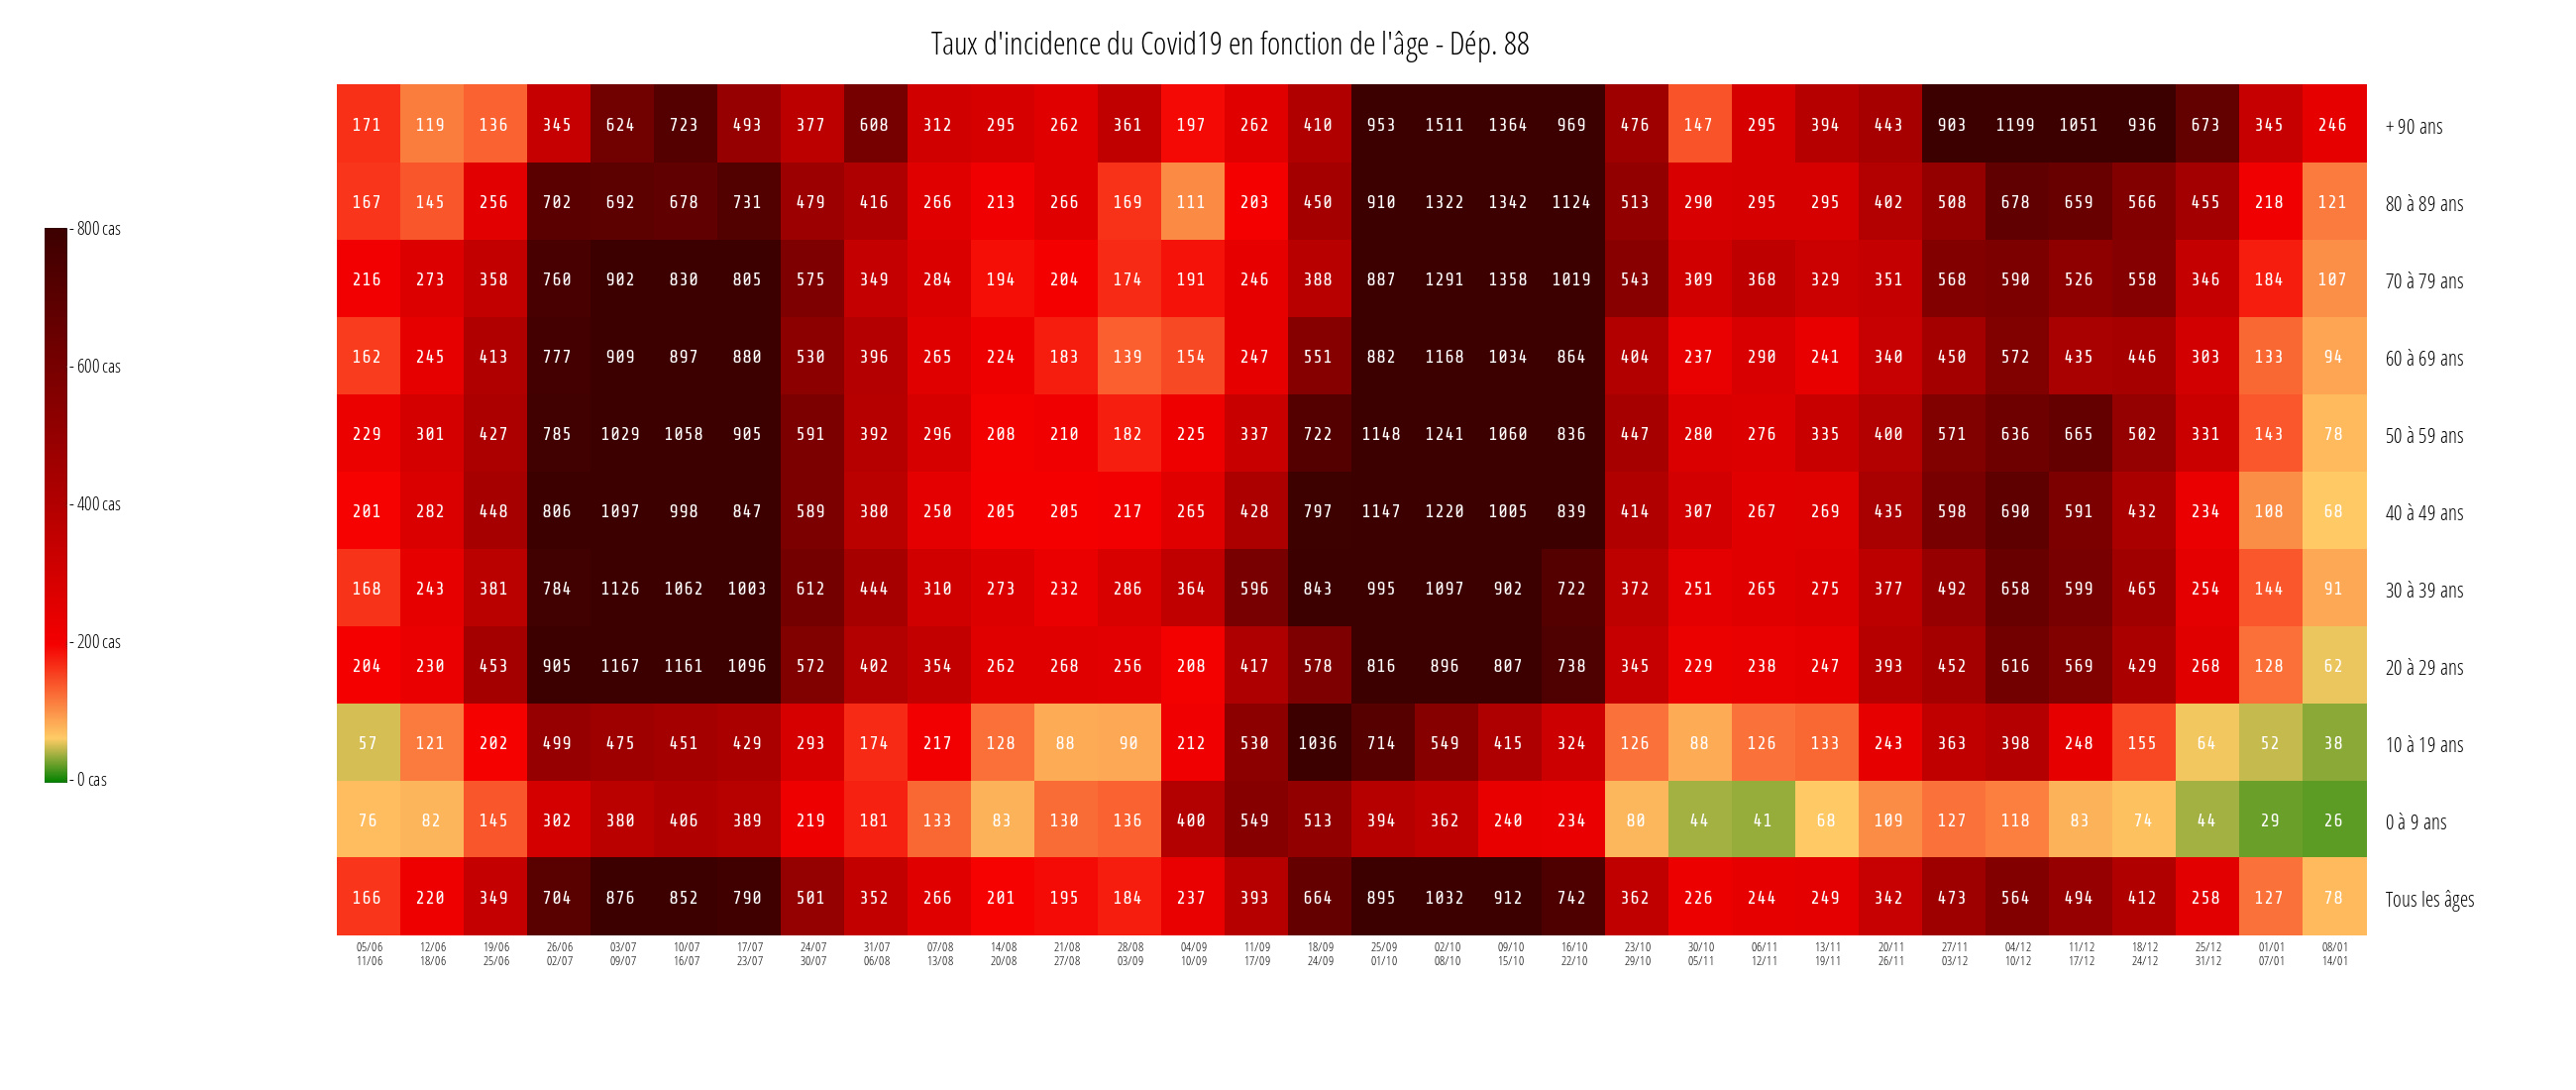 Taux d'incidence du Covid19 en fonction de l'âge - Dép. 88
171 119 136 345 624 723 493 377 608 312 295 262 361 197 262 410 953 1511 1364 969 476 147 295 394 443 903 1199 1051 936 673 345 246 + 90 ans
167 145 256 702 692 678 731 479 416 266 213 266 169 111 203 450 910 1322 1342 1124 513 290 295 295 402 508 678 659 566 455 218 121 80 à 89 ans
216 273 358 760 902 830 805 575 349 284 194 204 174 191 246 388 887 1291 1358 1019 543 309 368 329 351 568 590 526 558 346 184 107 70 à 79 ans
162 245 413 777 909 897 880 530 396 265 224 183 139 154 247 551 882 1168 1034 864 404 237 290 241 340 450 572 435 446 303 133 94 60 à 69 ans
229 301 427 785 1029 1058 905 591 392 296 208 210 182 225 337 722 1148 1241 1060 836 447 280 276 335 400 571 636 665 502 331 143 78 50 à 59 ans
201 282 448 806 1097 998 847 589 380 250 205 205 217 265 428 797 1147 1220 1005 839 414 307 267 269 435 598 690 591 432 234 108 68 40 à 49 ans
168 243 381 784 1126 1062 1003 612 444 310 273 232 286 364 596 843 995 1097 902 722 372 251 265 275 377 492 658 599 465 254 144 91 30 à 39 ans
204 230 453 905 1167 1161 1096 572 402 354 262 268 256 208 417 578 816 896 807 738 345 229 238 247 393 452 616 569 429 268 128 62 20 à 29 ans
57 121 202 499 475 451 429 293 174 217 128 88 90 212 530 1036 714 549 415 324 126 88 126 133 243 363 398 248 155 64 52 38 10 à 19 ans
76 82 145 302 380 406 389 219 181 133 83 130 136 400 549 513 394 362 240 234 80 44 41 68 109 127 118 83 74 44 29 26 0 à 9 ans
166 220 349 704 876 852 790 501 352 266 201 195 184 237 393 664 895 1032 912 742 362 226 244 249 342 473 564 494 412 258 127 78 Tous les âges
05/06 12/06 19/06 26/06 03/07 10/07 17/07 24/07 31/07 07/08 14/08 21/08 28/08 04/09 11/09 18/09 25/09 02/10 09/10 16/10 23/10 30/10 06/11 13/11 20/11 27/11 04/12 11/12 18/12 25/12 01/01 08/01
11/06 18/06 25/06 02/07 09/07 16/07 23/07 30/07 06/08 13/08 20/08 27/08 03/09 10/09 17/09 24/09 01/10 08/10 15/10 22/10 29/10 05/11 12/11 19/11 26/11 03/12 10/12 17/12 24/12 31/12 07/01 14/01
- 800 cas
- 600 cas
- 400 cas
- 200 cas
- 0 cas